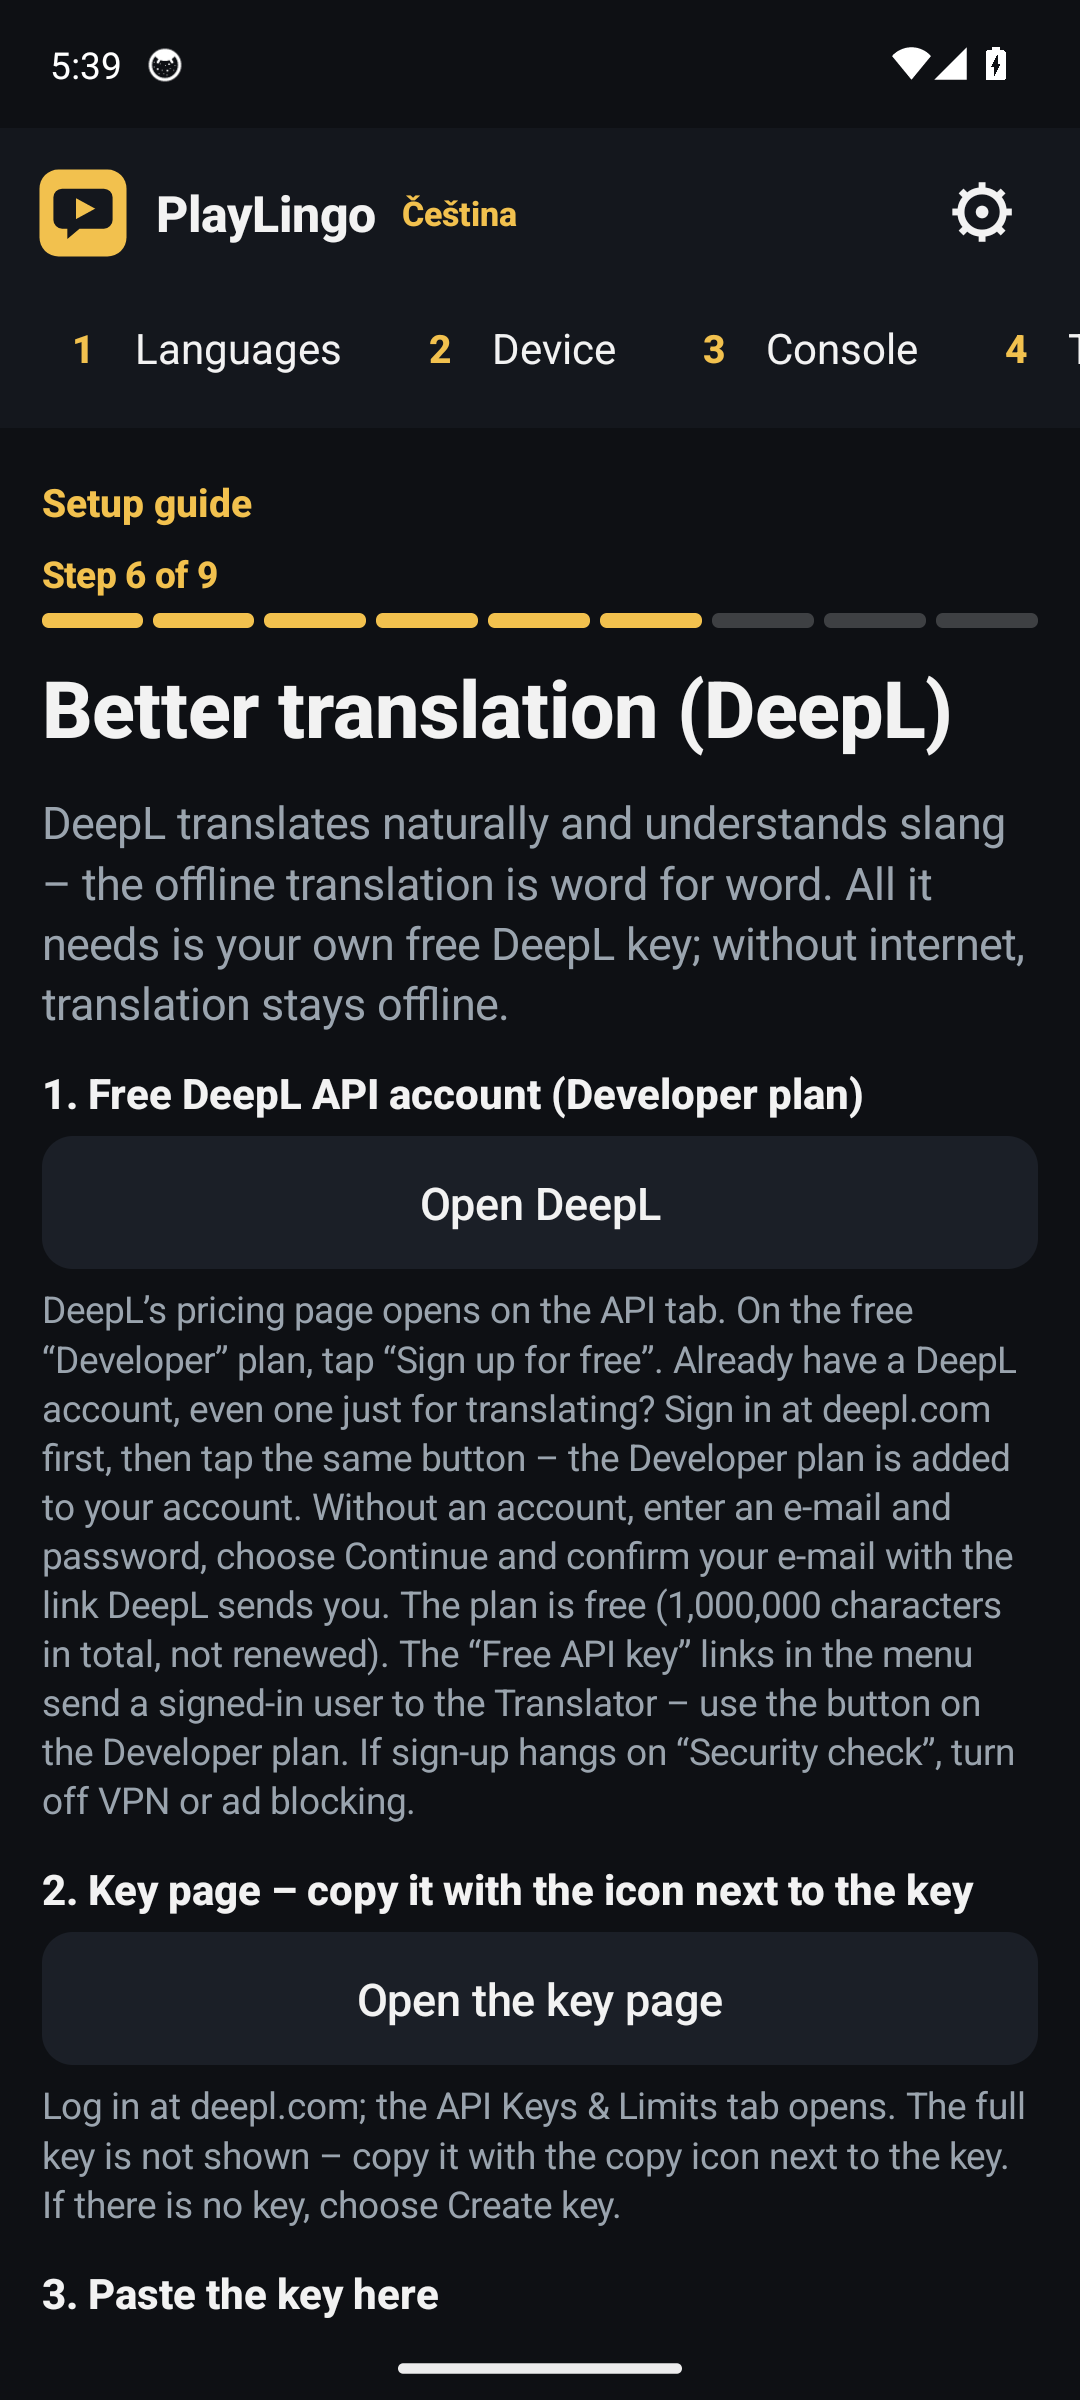 5:39
PlayLingo Čeština
1 Languages 2 Device 3 Console 4
Setup guide
Step 6 of 9
Better translation (DeepL)
DeepL translates naturally and understands slang
– the offline translation is word for word. All it
needs is your own free DeepL key; without internet,
translation stays offline.
1. Free DeepL API account (Developer plan)
Open DeepL
DeepL’s pricing page opens on the API tab. On the free
“Developer” plan, tap “Sign up for free”. Already have a DeepL
account, even one just for translating? Sign in at deepl.com
first, then tap the same button – the Developer plan is added
to your account. Without an account, enter an e-mail and
password, choose Continue and confirm your e-mail with the
link DeepL sends you. The plan is free (1,000,000 characters
in total, not renewed). The “Free API key” links in the menu
send a signed-in user to the Translator – use the button on
the Developer plan. If sign-up hangs on “Security check”, turn
off VPN or ad blocking.
2. Key page – copy it with the icon next to the key
Open the key page
Log in at deepl.com; the API Keys & Limits tab opens. The full
key is not shown – copy it with the copy icon next to the key.
If there is no key, choose Create key.
3. Paste the key here